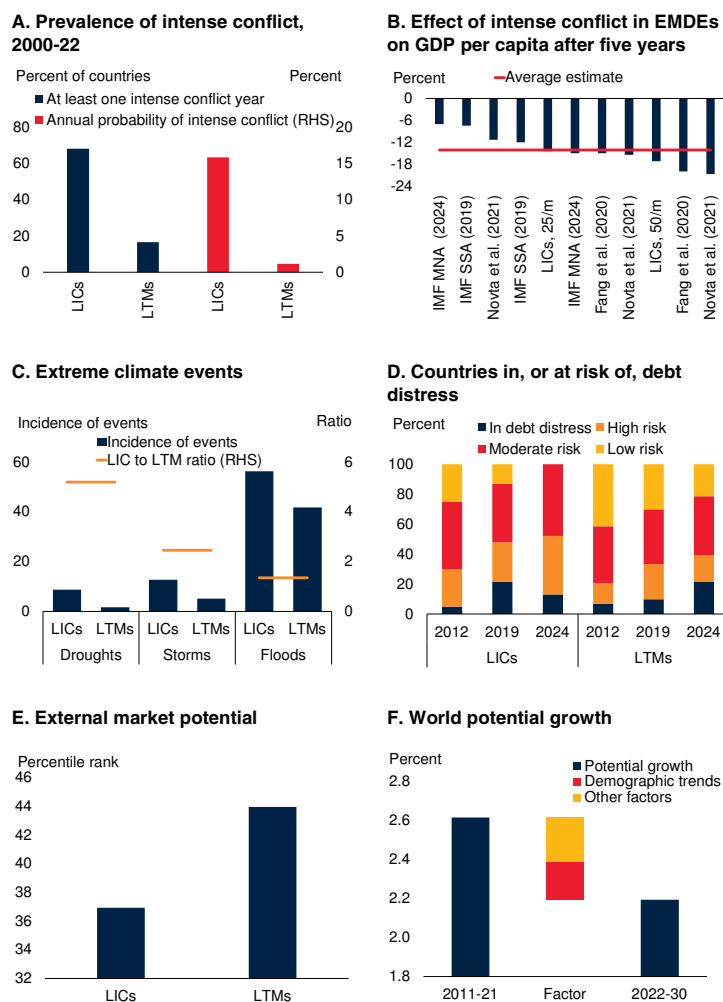 A. Prevalence of intense conflict,
2000-22
Percent of countries
Percent
At least one intense conflict year
Annual probability of intense conflict (RHS)
80
60
40
20
0
20
15
10
5
0
LICs
LTMs
LICs
LTMs
B. Effect of intense conflict in EMDEs
on GDP per capita after five years
Percent
Average estimate
0
-6
-12
-18
-24
IMF MNA (2024)
IMF SSA (2019)
Novta et al. (2021)
IMF SSA (2019)
LICs, 25/m
IMF MNA (2024)
Fang et al. (2020)
Novta et al. (2021)
LICs, 50/m
Fang et al. (2020)
Novta et al. (2021)
C. Extreme climate events
Incidence of events
Ratio
Incidence of events
LIC to LTM ratio (RHS)
60
40
20
0
6
4
2
0
LICs LTMs LICs LTMs LICs LTMs
Droughts Storms Floods
D. Countries in, or at risk of, debt
distress
Percent
In debt distress High risk
Moderate risk Low risk
100
80
60
40
20
0
2012 2019 2024 2012 2019 2024
LICs LTMs
E. External market potential
Percentile rank
46
44
42
40
38
36
34
32
LICs LTMs
F. World potential growth
Percent
Potential growth
Demographic trends
Other factors
2.8
2.6
2.4
2.2
2.0
1.8
2011-21 Factor 2022-30